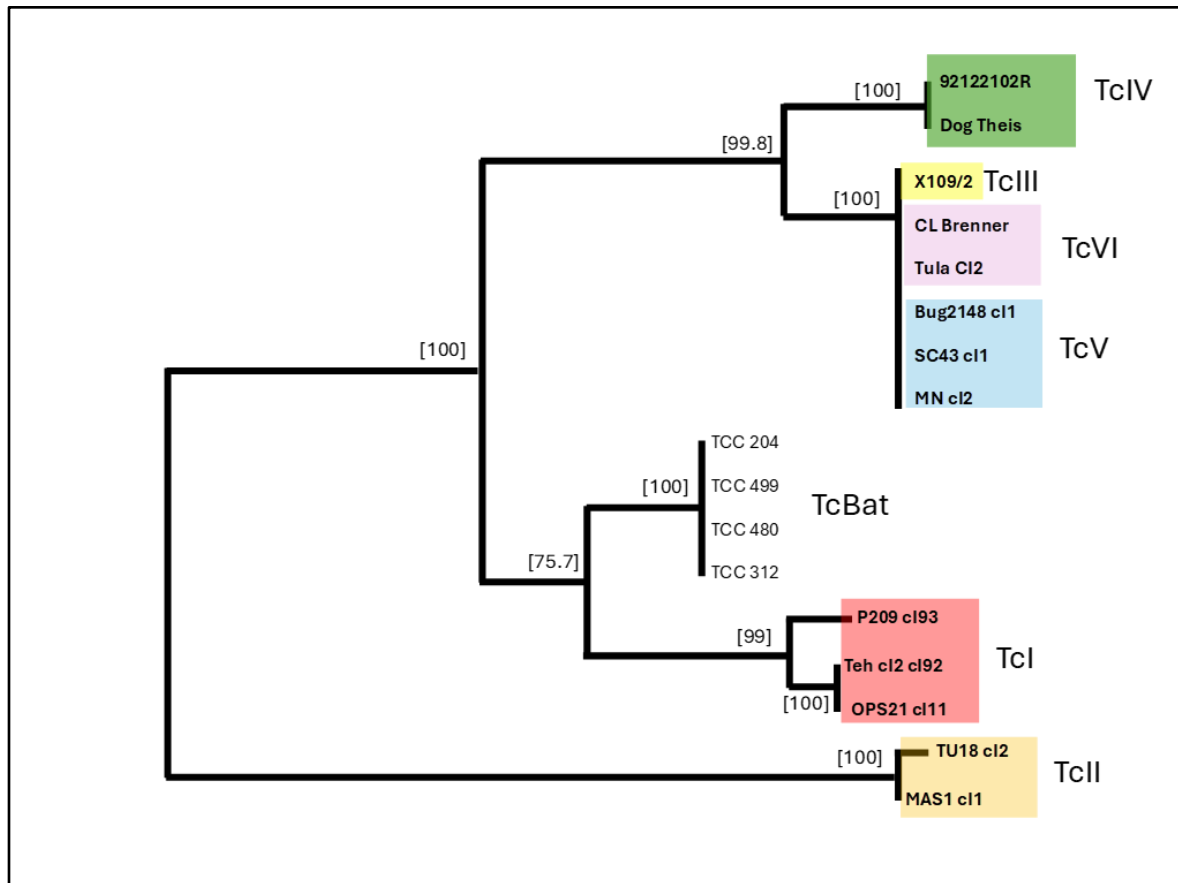 [100]
92122102R
TcIV
Dog Theis
[99.8]
X109/2
TcIII
[100]
CL Brenner
TcVI
Tula Cl2
Bug2148 cl1
[100]
SC43 cl1
TcV
MN cl2
TCC 204
[100]
TCC 499
TcBat
TCC 480
[75.7]
TCC 312
P209 cl93
[99]
TcI
Teh cl2 cl92
[100]
OPS21 cl11
TU18 cl2
[100]
TcII
MAS1 cl1